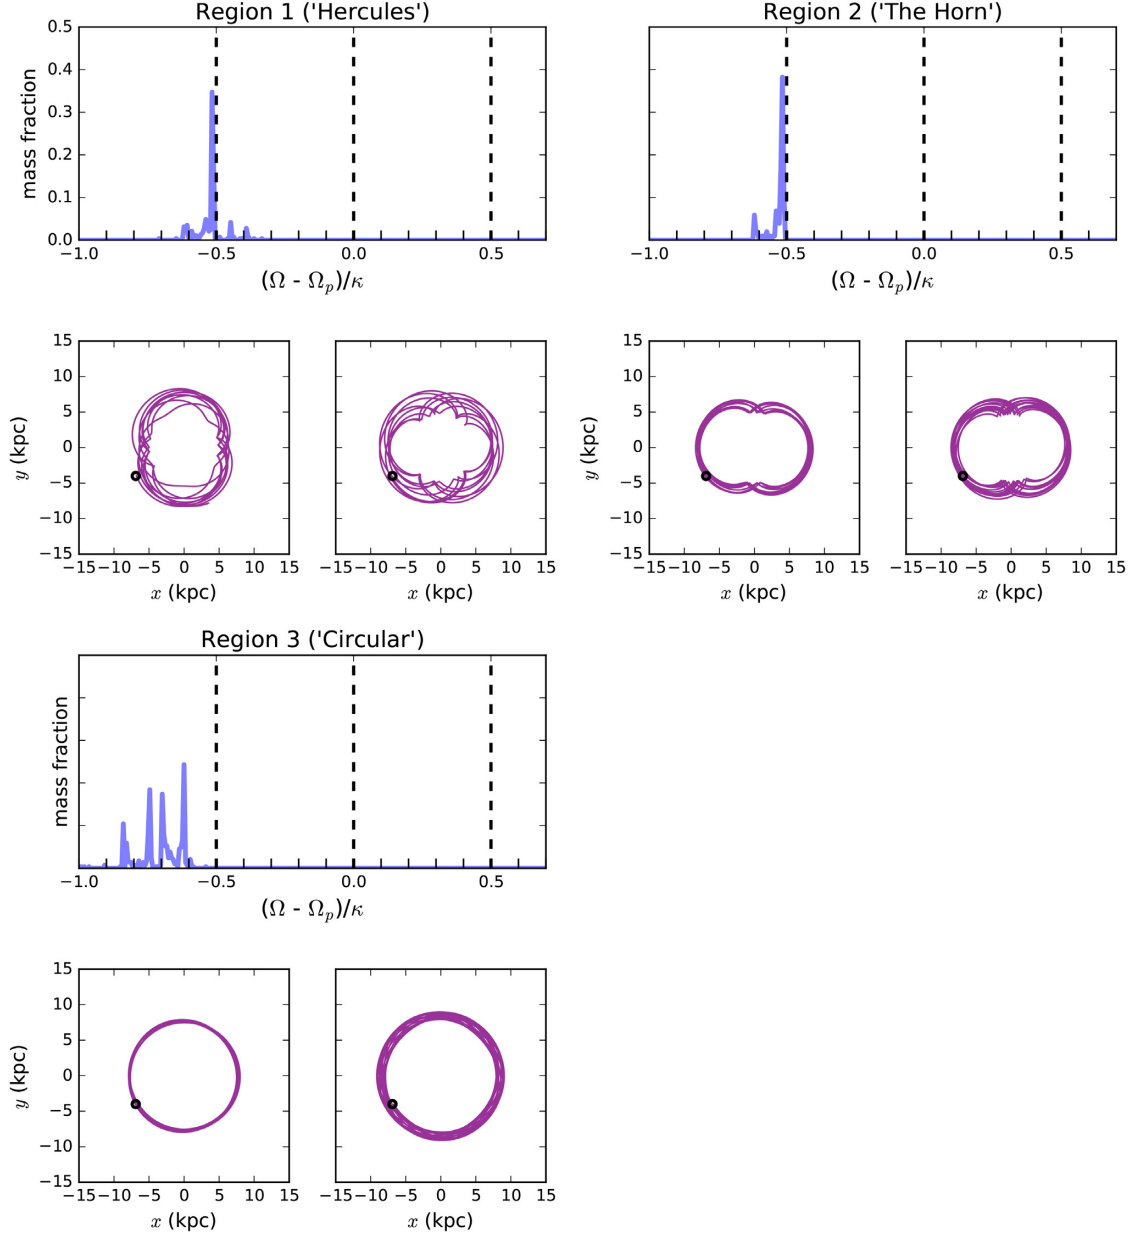 Region 1 ('Hercules')
Region 2 ('The Horn')
0.5
0.4
0.3
0.2
0.1
0.0
mass fraction
−1.0 −0.5 0.0 0.5
−1.0 −0.5 0.0 0.5
(Ω - Ωp)/κ
(Ω - Ωp)/κ
15
10
5
0
−5
−10
−15
y (kpc)
−15 −10 −5 0 5 10 15
−15 −10 −5 0 5 10 15
x (kpc)
x (kpc)
15
10
5
0
−5
−10
−15
y (kpc)
−15 −10 −5 0 5 10 15
−15 −10 −5 0 5 10 15
x (kpc)
x (kpc)
Region 3 ('Circular')
mass fraction
−1.0 −0.5 0.0 0.5
(Ω - Ωp)/κ
15
10
5
0
−5
−10
−15
y (kpc)
−15 −10 −5 0 5 10 15
−15 −10 −5 0 5 10 15
x (kpc)
x (kpc)